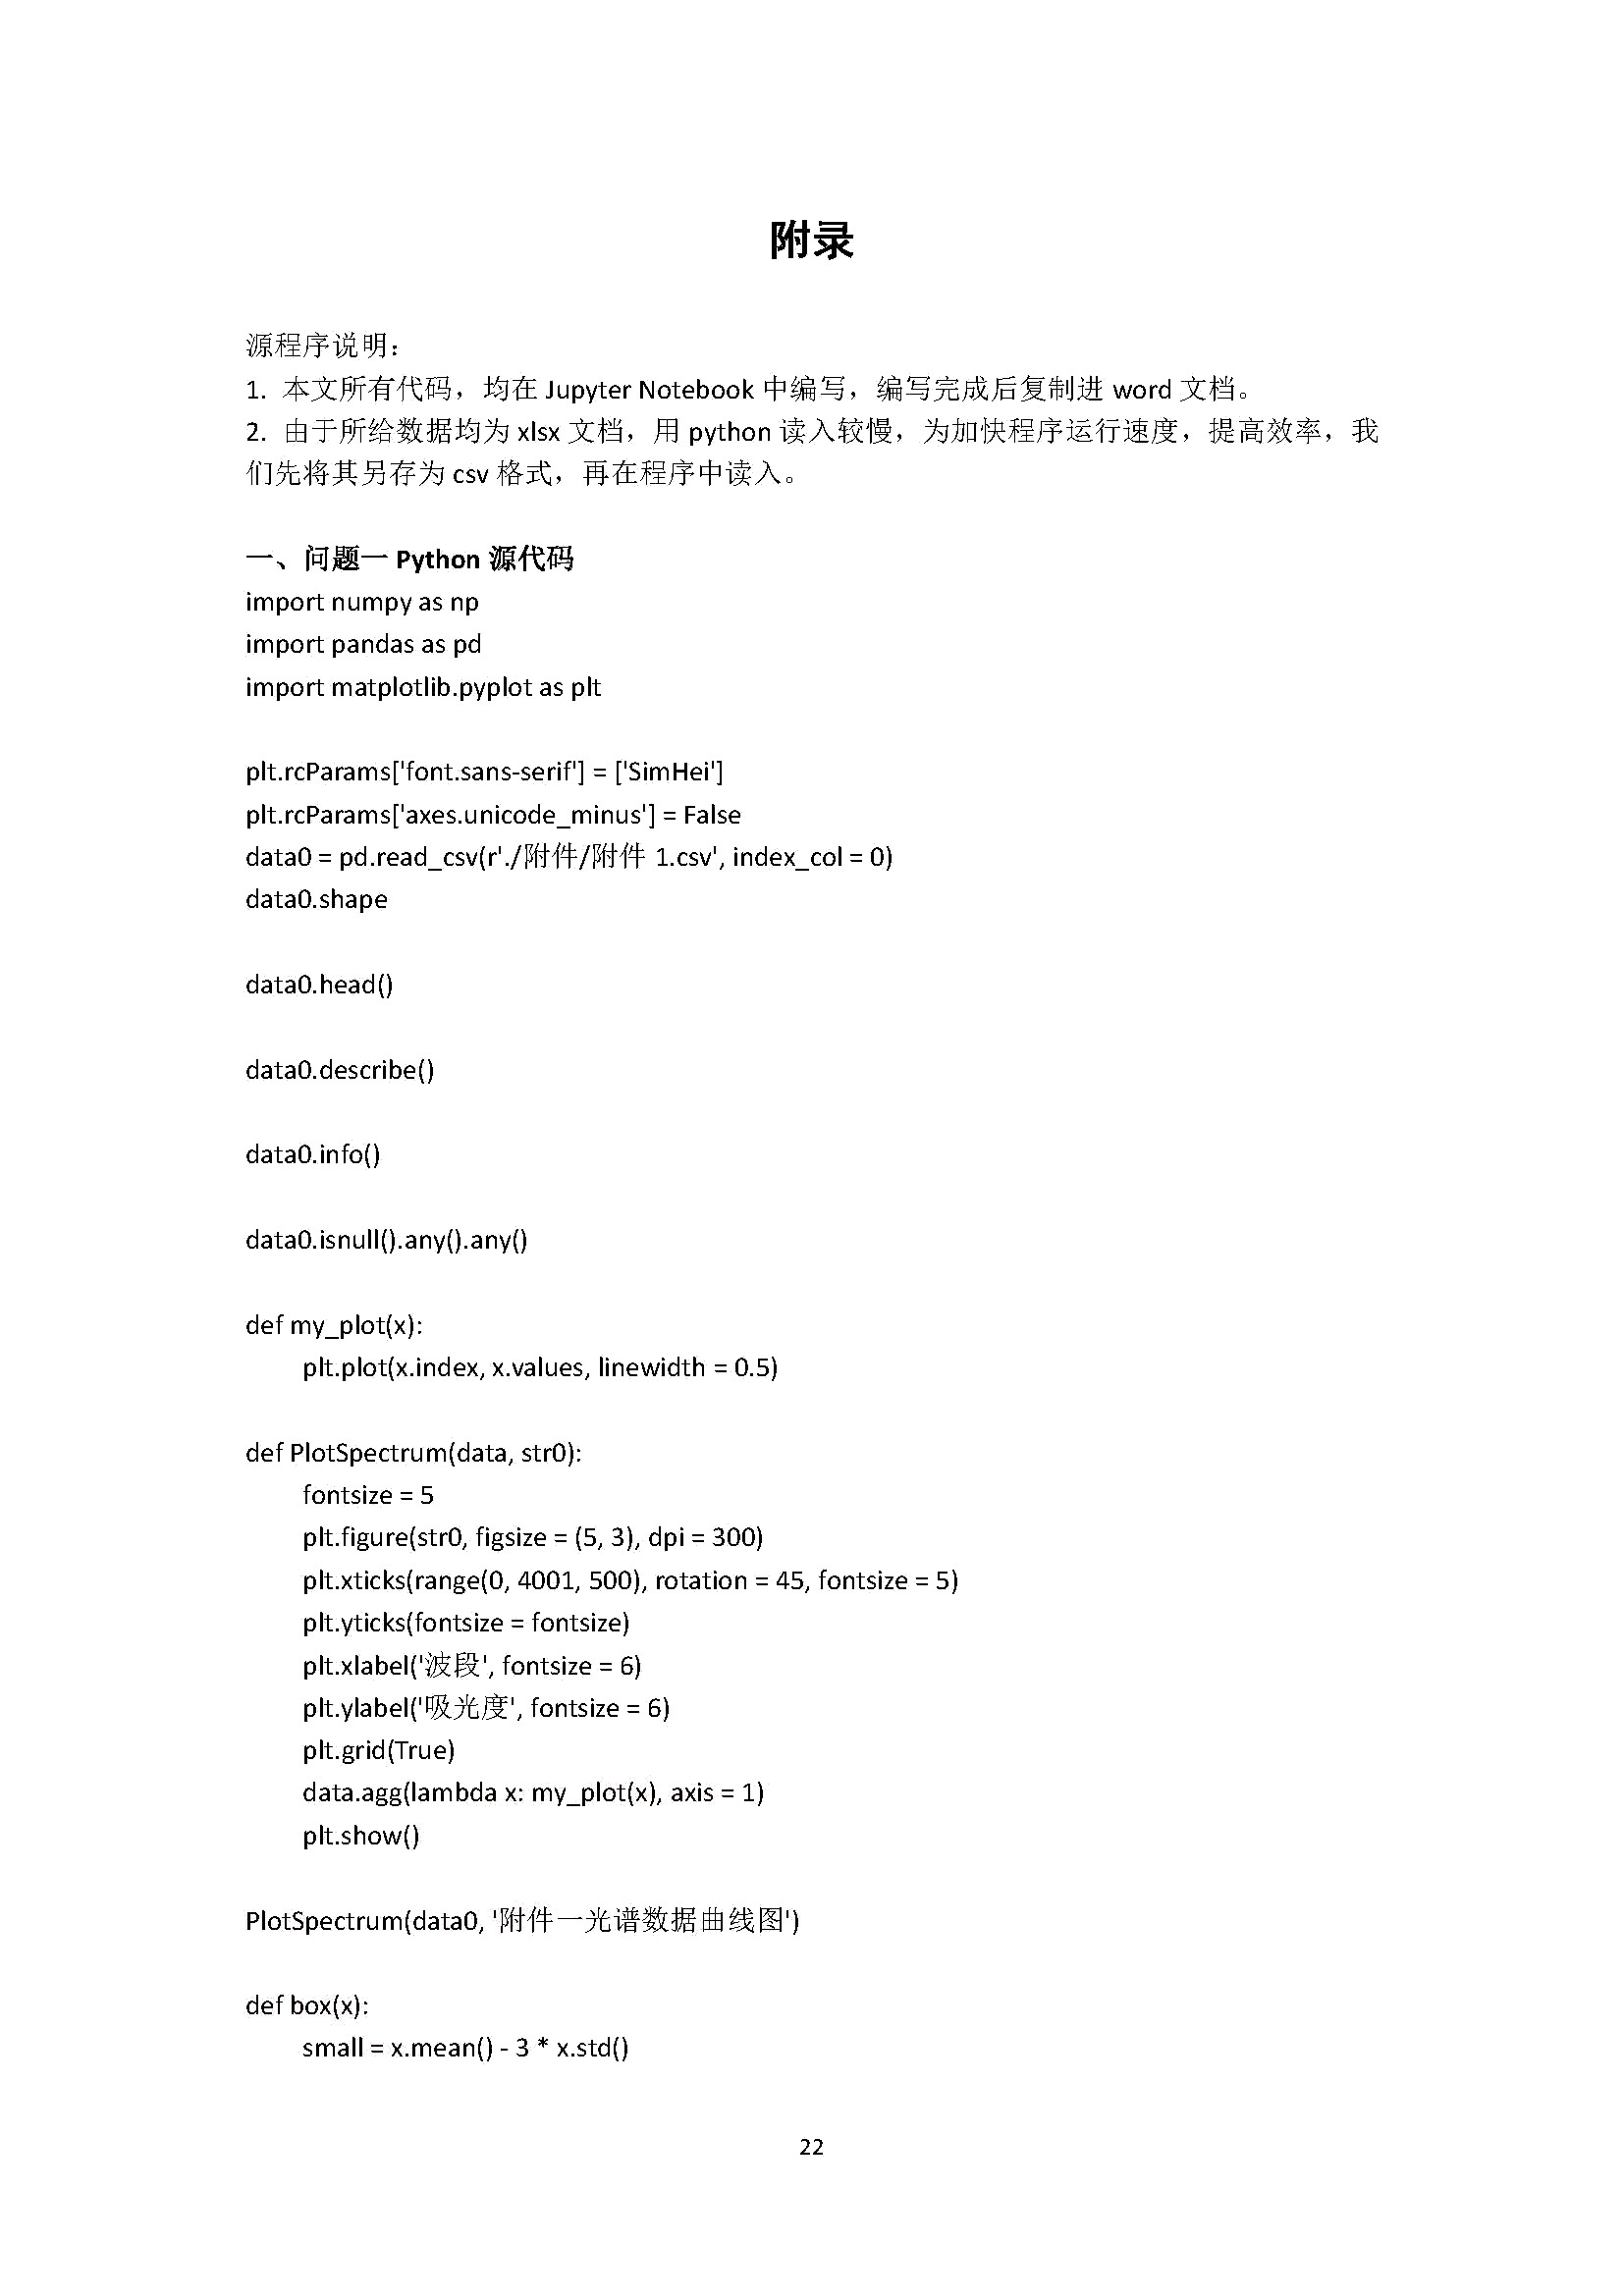 附录
源程序说明：
1. 本文所有代码，均在 Jupyter Notebook 中编写，编写完成后复制进 word 文档。
2. 由于所给数据均为 xlsx 文档，用 python 读入较慢，为加快程序运行速度，提高效率，我
们先将其另存为 csv 格式，再在程序中读入。
一、问题一 Python 源代码
import numpy as np
import pandas as pd
import matplotlib.pyplot as plt
plt.rcParams['font.sans-serif'] = ['SimHei']
plt.rcParams['axes.unicode_minus'] = False
data0 = pd.read_csv(r'./附件/附件 1.csv', index_col = 0)
data0.shape
data0.head()
data0.describe()
data0.info()
data0.isnull().any().any()
def my_plot(x):
    plt.plot(x.index, x.values, linewidth = 0.5)
def PlotSpectrum(data, str0):
    fontsize = 5
    plt.figure(str0, figsize = (5, 3), dpi = 300)
    plt.xticks(range(0, 4001, 500), rotation = 45, fontsize = 5)
    plt.yticks(fontsize = fontsize)
    plt.xlabel('波段', fontsize = 6)
    plt.ylabel('吸光度', fontsize = 6)
    plt.grid(True)
    data.agg(lambda x: my_plot(x), axis = 1)
    plt.show()
PlotSpectrum(data0, '附件一光谱数据曲线图')
def box(x):
    small = x.mean() - 3 * x.std()
22